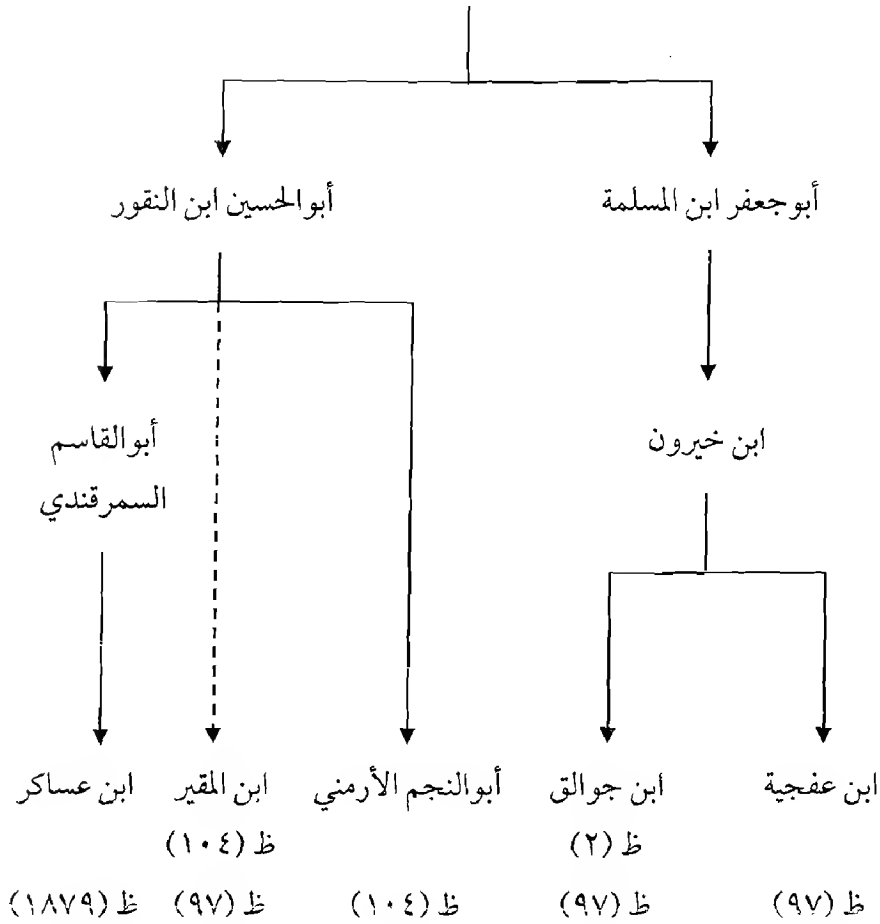 أبوجعفر ابن المسلمة أبوالحسين ابن النقور
ابن خيرون أبوالقاسم
السمرقندي
ابن عفجية ابن جوالق أبوالنجم الأرمني ابن المقير ابن عساكر
ظ (٢) ظ (١٠٤)
ظ (٩٧) ظ (٩٧) ظ (١٠٤) ظ (٩٧) ظ (١٨٧٩)